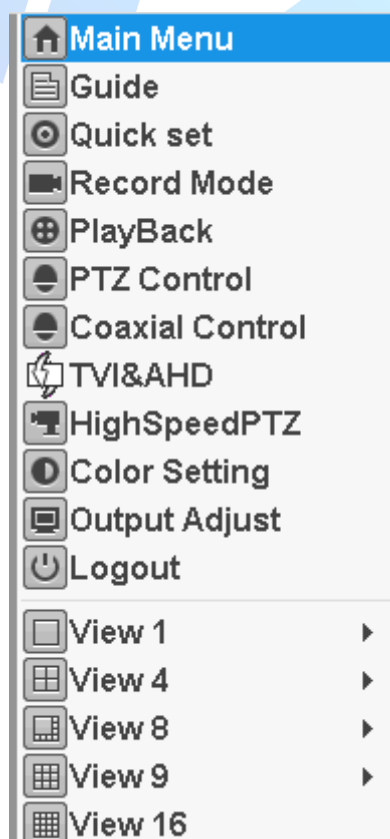 Main Menu
Guide
Quick set
Record Mode
PlayBack
PTZ Control
Coaxial Control
TVI&AHD
HighSpeedPTZ
Color Setting
Output Adjust
Logout
View 1
View 4
View 8
View 9
View 16